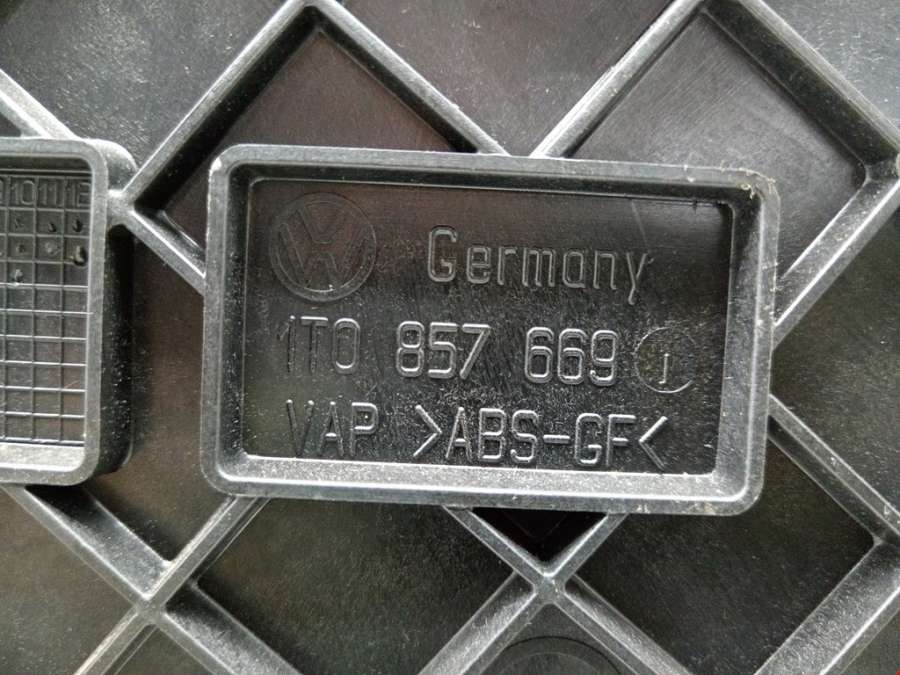 Germany
1T0 857 669
VAP >ABS-GF<